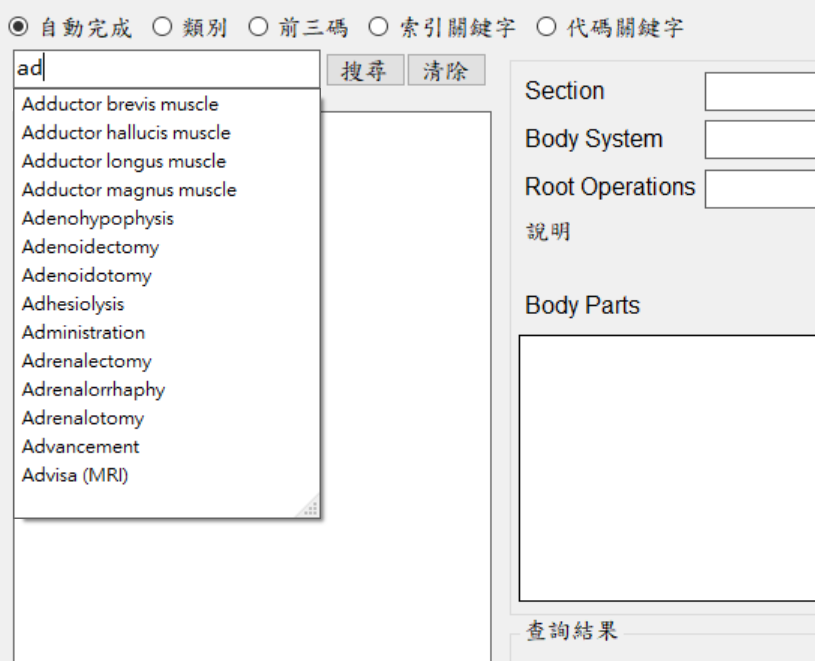 自動完成 類別 前三碼 索引關鍵字 代碼關鍵字
ad 搜尋 清除
Adductor brevis muscle
Adductor hallucis muscle
Adductor longus muscle
Adductor magnus muscle
Adenohypophysis
Adenoidectomy
Adenoidotomy
Adhesiolysis
Administration
Adrenalectomy
Adrenalorrhaphy
Adrenalotomy
Advancement
Advisa (MRI)
Section
Body System
Root Operations
說明
Body Parts
查詢結果